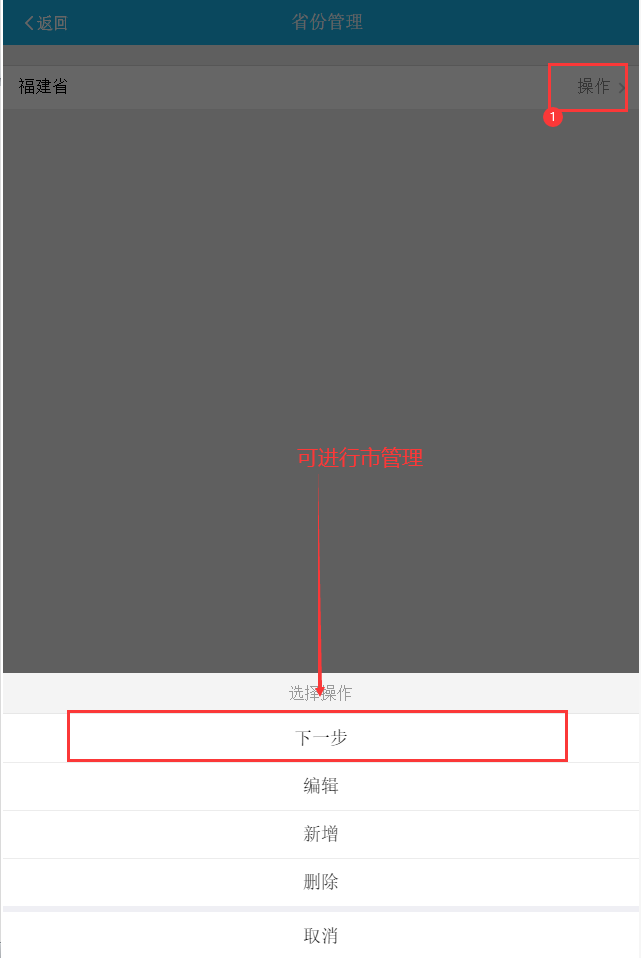 返回
省份管理
福建省
操作
1
可进行市管理
选择操作
下一步
编辑
新增
删除
取消